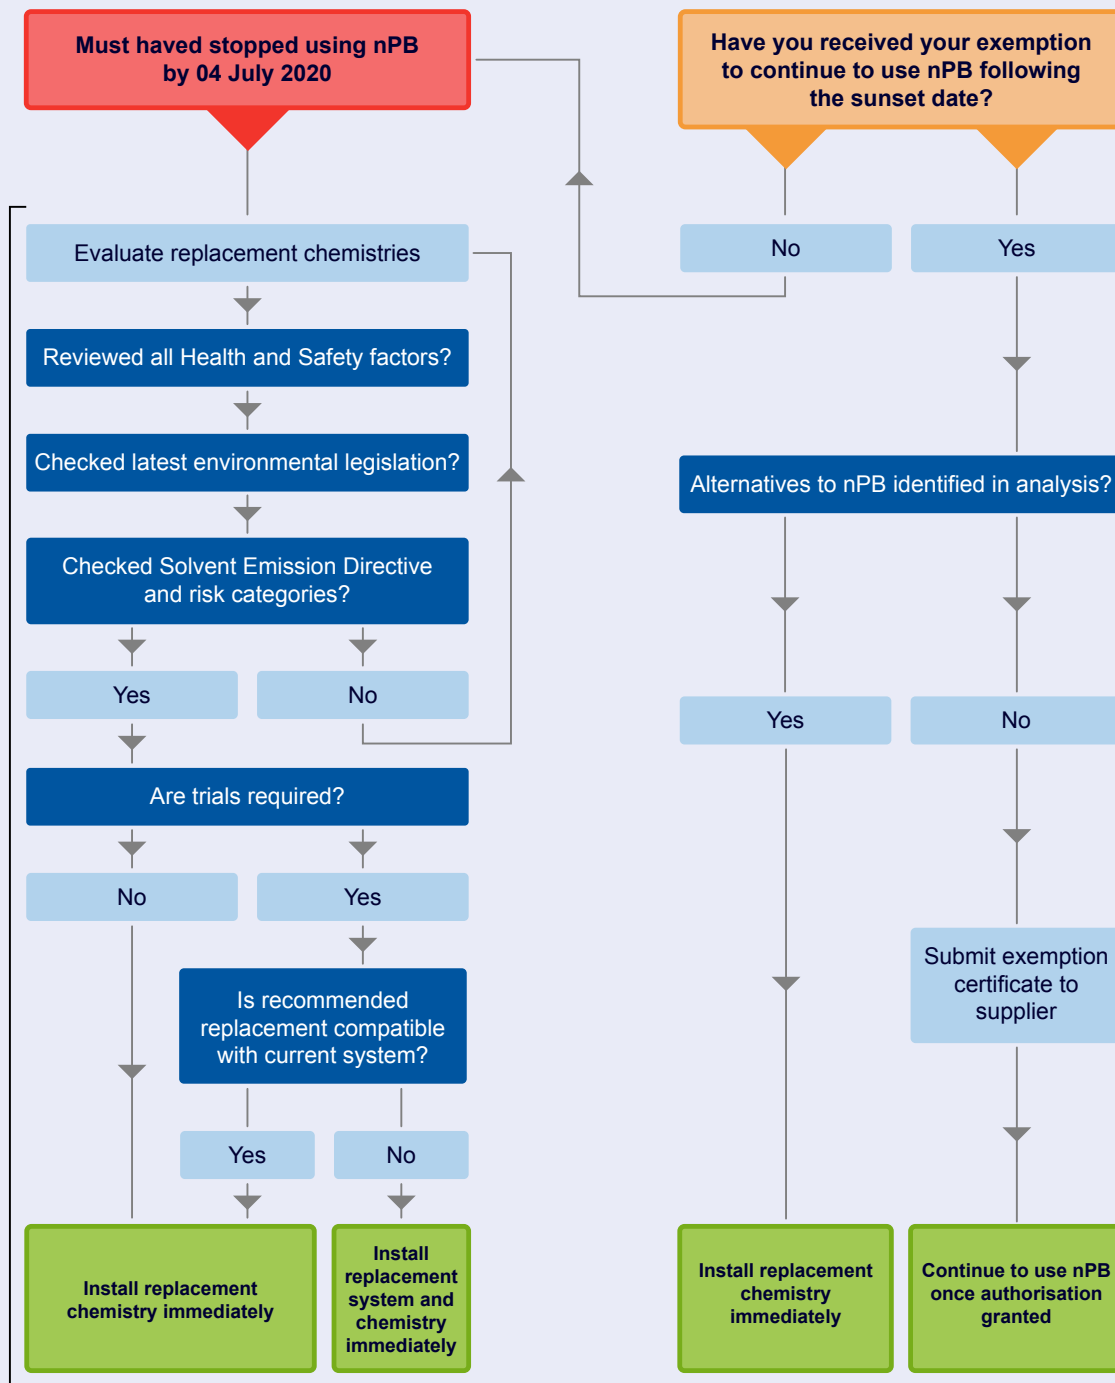 Must haved stopped using nPB
by 04 July 2020
Evaluate replacement chemistries
Reviewed all Health and Safety factors?
Checked latest environmental legislation?
Checked Solvent Emission Directive
and risk categories?
Yes
No
Are trials required?
No
Yes
Is recommended
replacement compatible
with current system?
Yes
No
Install replacement
chemistry immediately
Install
replacement
system and
chemistry
immediately
Have you received your exemption
to continue to use nPB following
the sunset date?
No
Yes
Alternatives to nPB identified in analysis?
Yes
No
Submit exemption
certificate to
supplier
Install replacement
chemistry
immediately
Continue to use nPB
once authorisation
granted